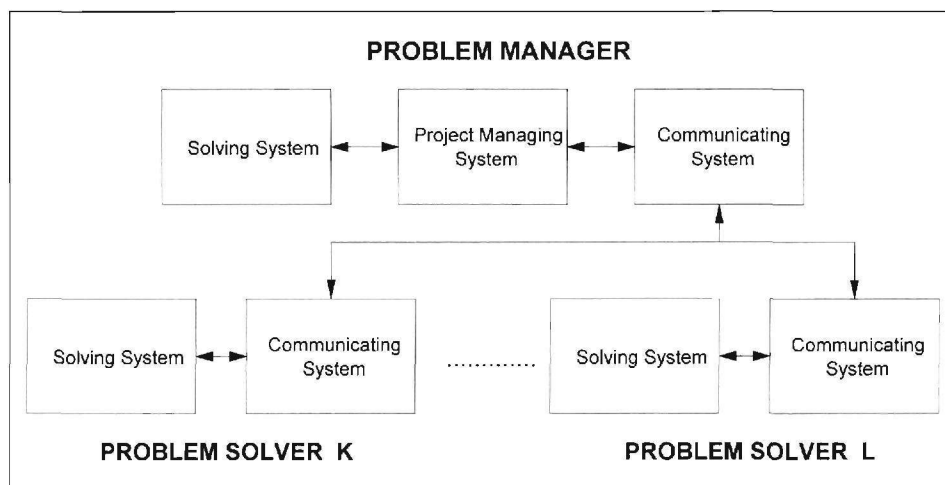 PROBLEM MANAGER
Solving System
Project Managing
System
Communicating
System
Solving System
Communicating
System
............
Solving System
Communicating
System
PROBLEM SOLVER K
PROBLEM SOLVER L